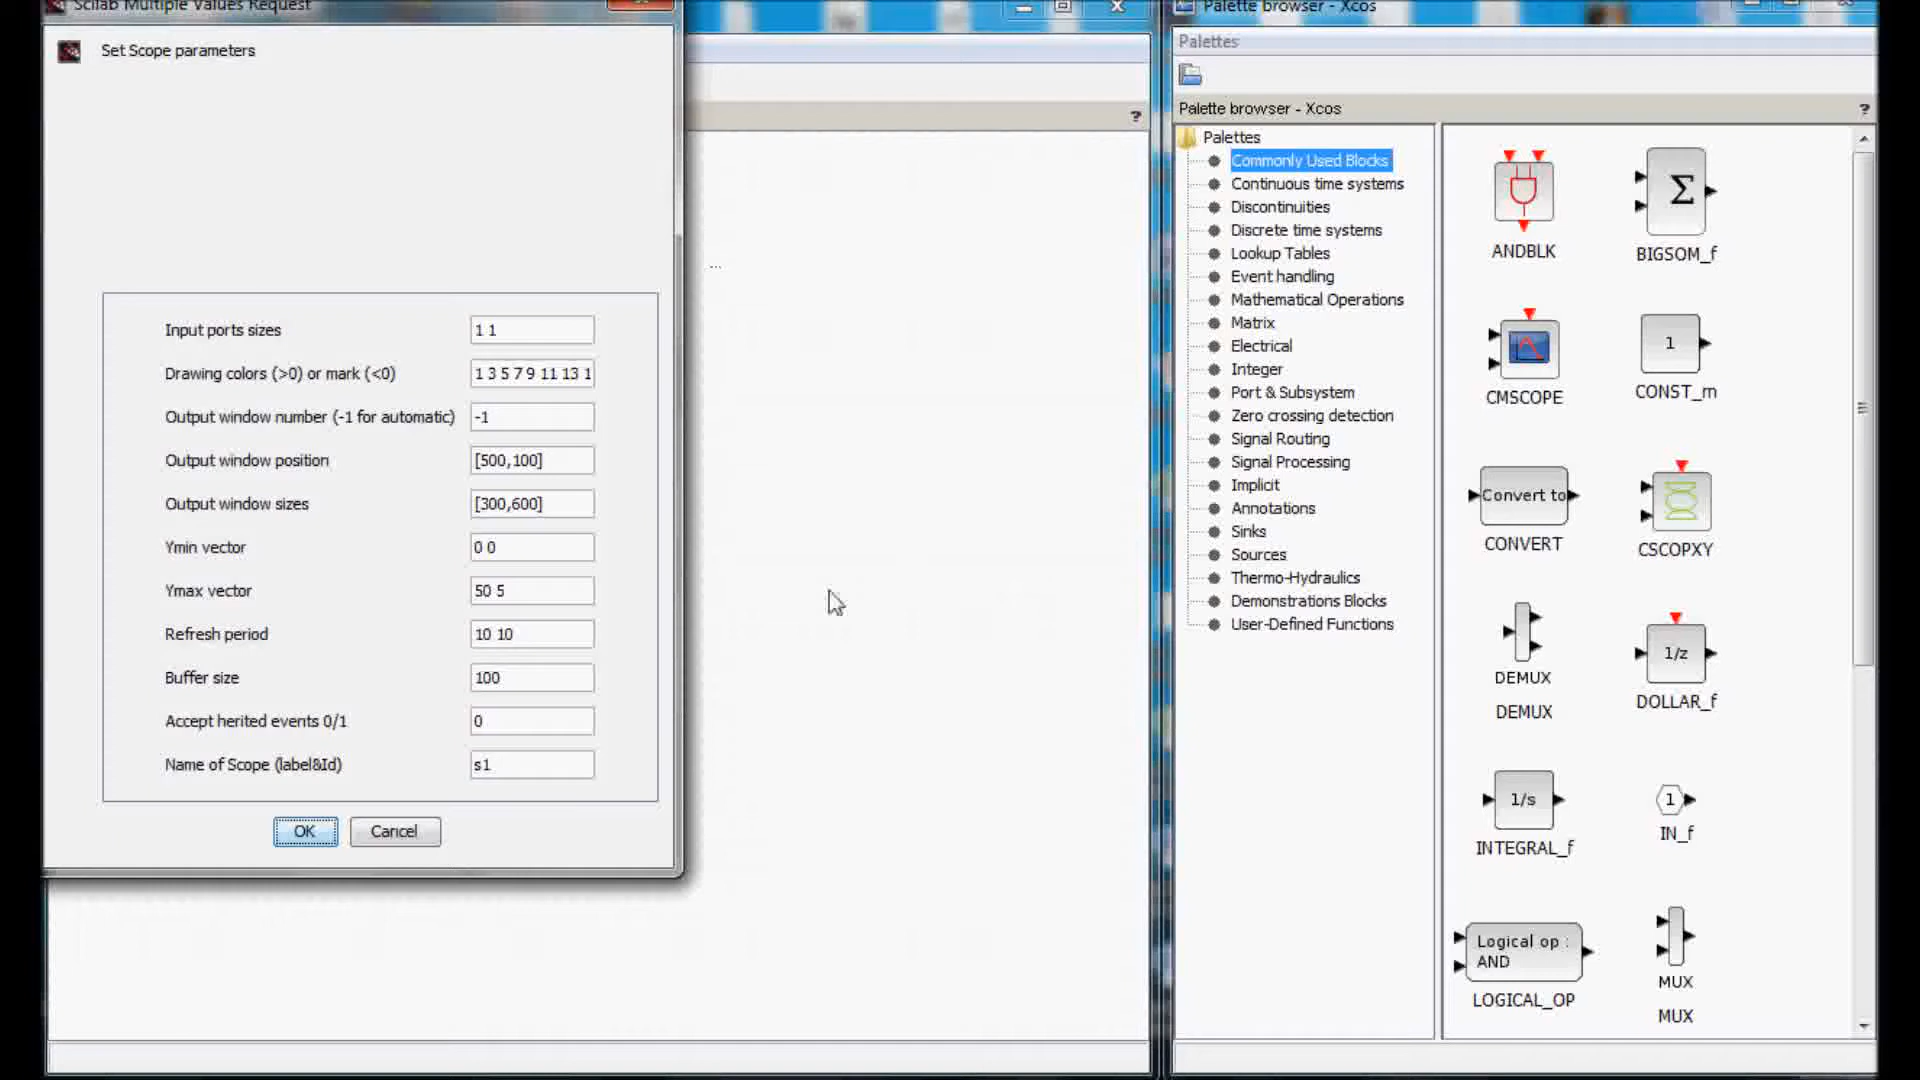 Scilab Multiple Values Request
Set Scope parameters
Input ports sizes
1 1
Drawing colors (>0) or mark (<0)
1 3 5 7 9 11 13 1
Output window number (-1 for automatic)
-1
Output window position
[500,100]
Output window sizes
[300,600]
Ymin vector
0 0
Ymax vector
50 5
Refresh period
10 10
Buffer size
100
Accept herited events 0/1
0
Name of Scope (label&Id)
s1
OK
Cancel
?
...
Palette browser - Xcos
Palettes
Palette browser - Xcos
?
Palettes
Commonly Used Blocks
Continuous time systems
Discontinuities
Discrete time systems
Lookup Tables
Event handling
Mathematical Operations
Matrix
Electrical
Integer
Port & Subsystem
Zero crossing detection
Signal Routing
Signal Processing
Implicit
Annotations
Sinks
Sources
Thermo-Hydraulics
Demonstrations Blocks
User-Defined Functions
ANDBLK
Σ
BIGSOM_f
CMSCOPE
1
CONST_m
Convert to
CONVERT
CSCOPXY
DEMUX
DEMUX
1/z
DOLLAR_f
1/s
INTEGRAL_f
1
IN_f
Logical op :
AND
LOGICAL_OP
MUX
MUX